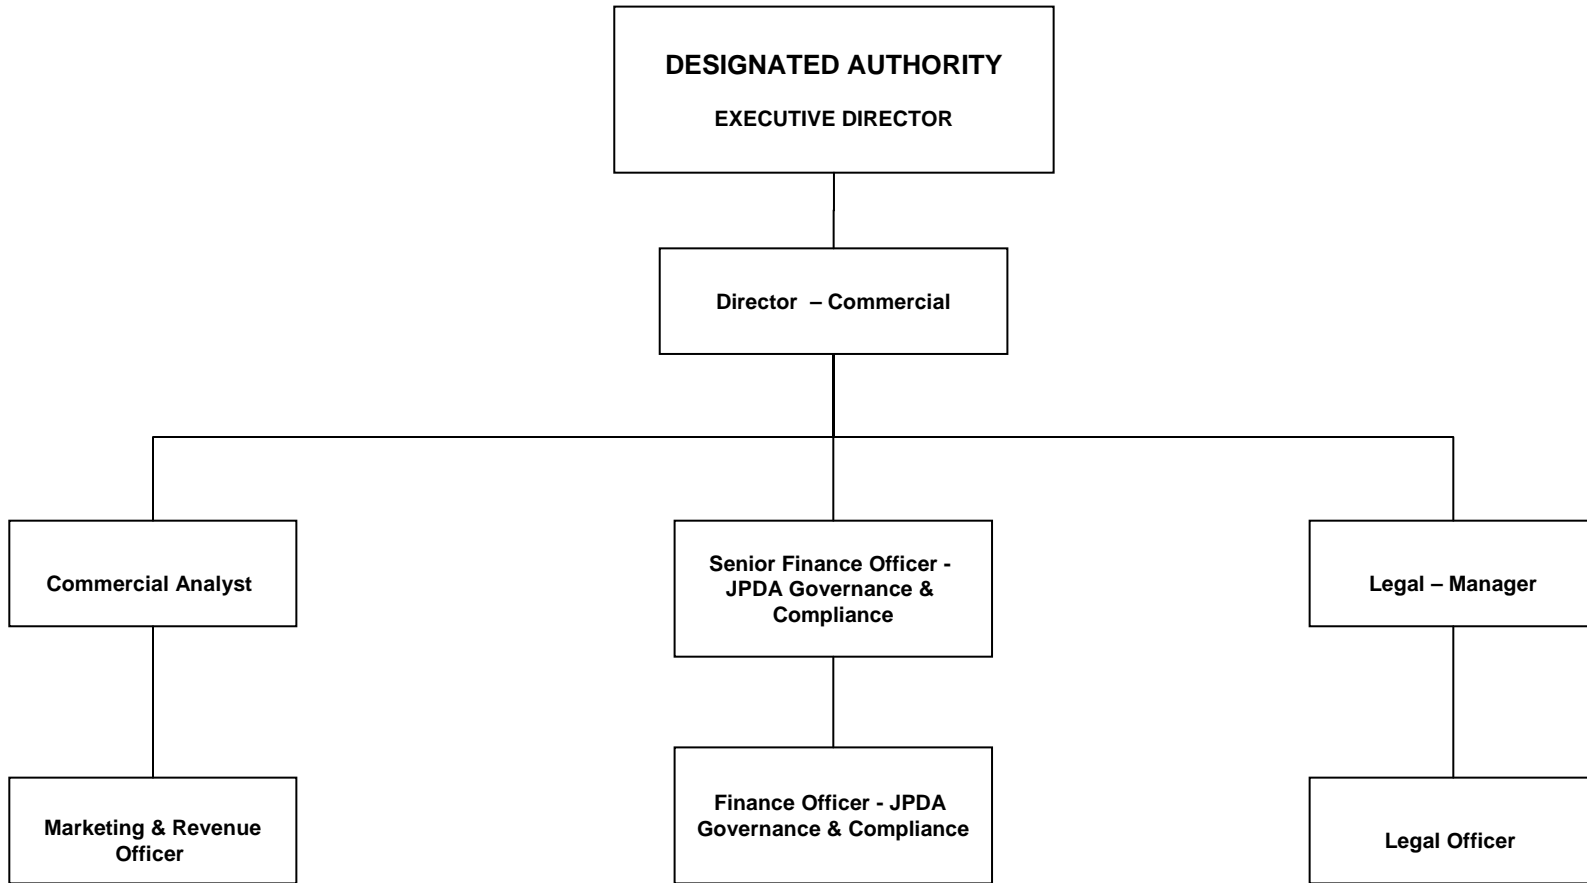 DESIGNATED AUTHORITY
EXECUTIVE DIRECTOR
Director – Commercial
Commercial Analyst
Senior Finance Officer -
JPDA Governance &
Compliance
Legal – Manager
Marketing & Revenue
Officer
Finance Officer - JPDA
Governance & Compliance
Legal Officer